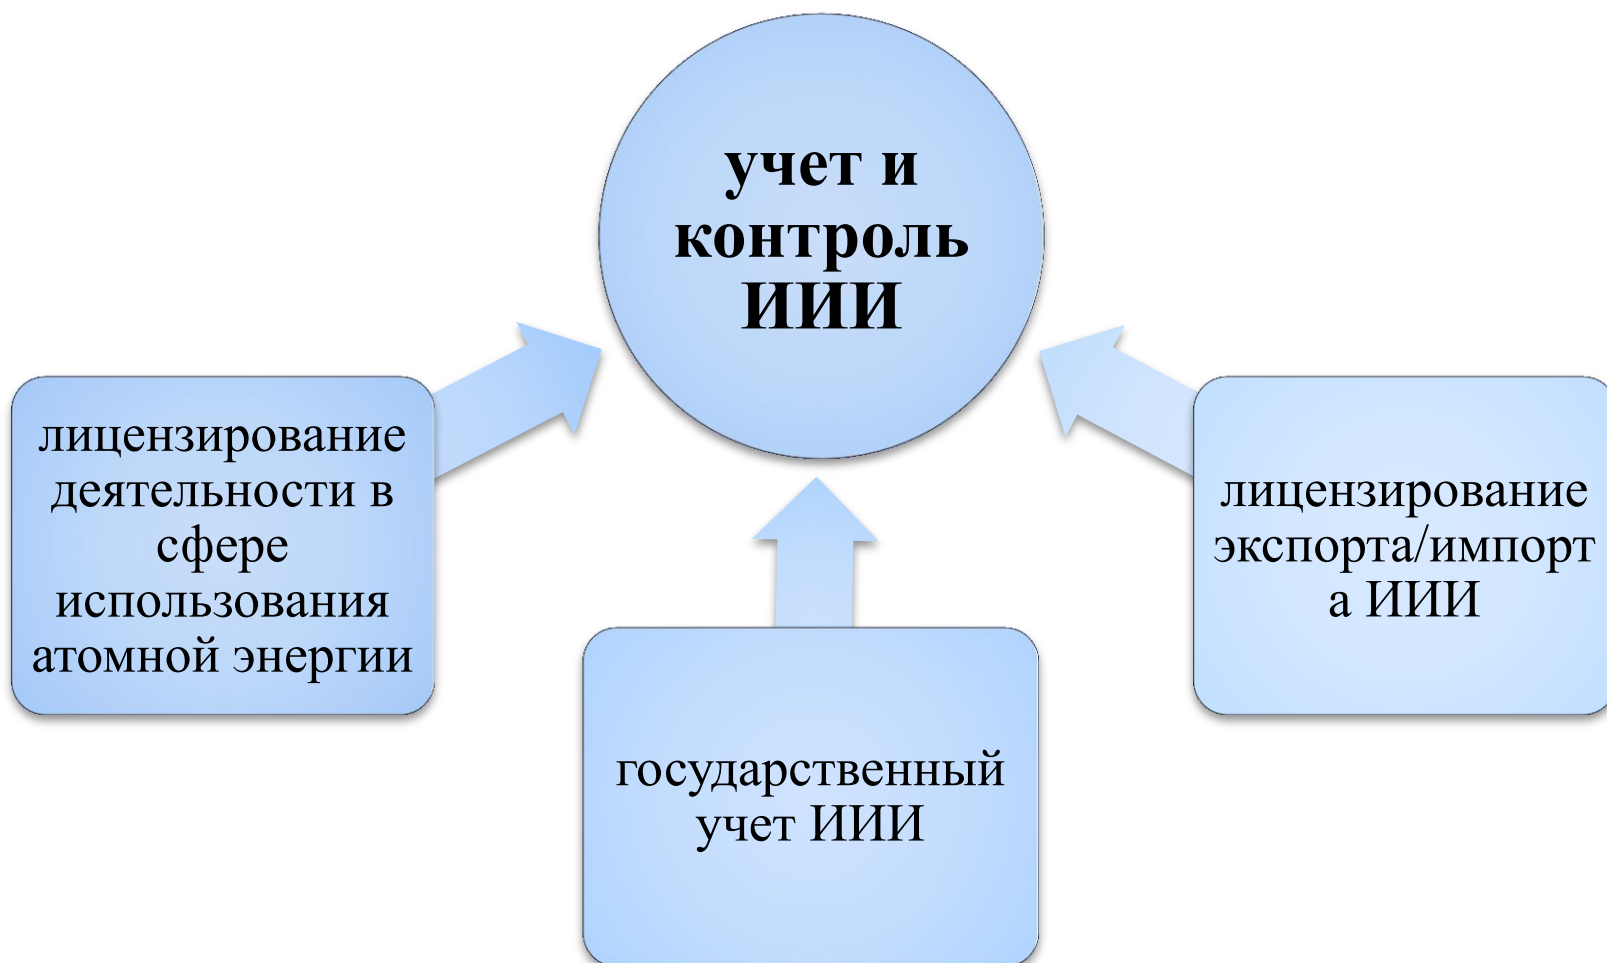 учет и
контроль
ИИИ
лицензирование
деятельности в
сфере
использования
атомной энергии
государственный
учет ИИИ
лицензирование
экспорта/импорт
а ИИИ